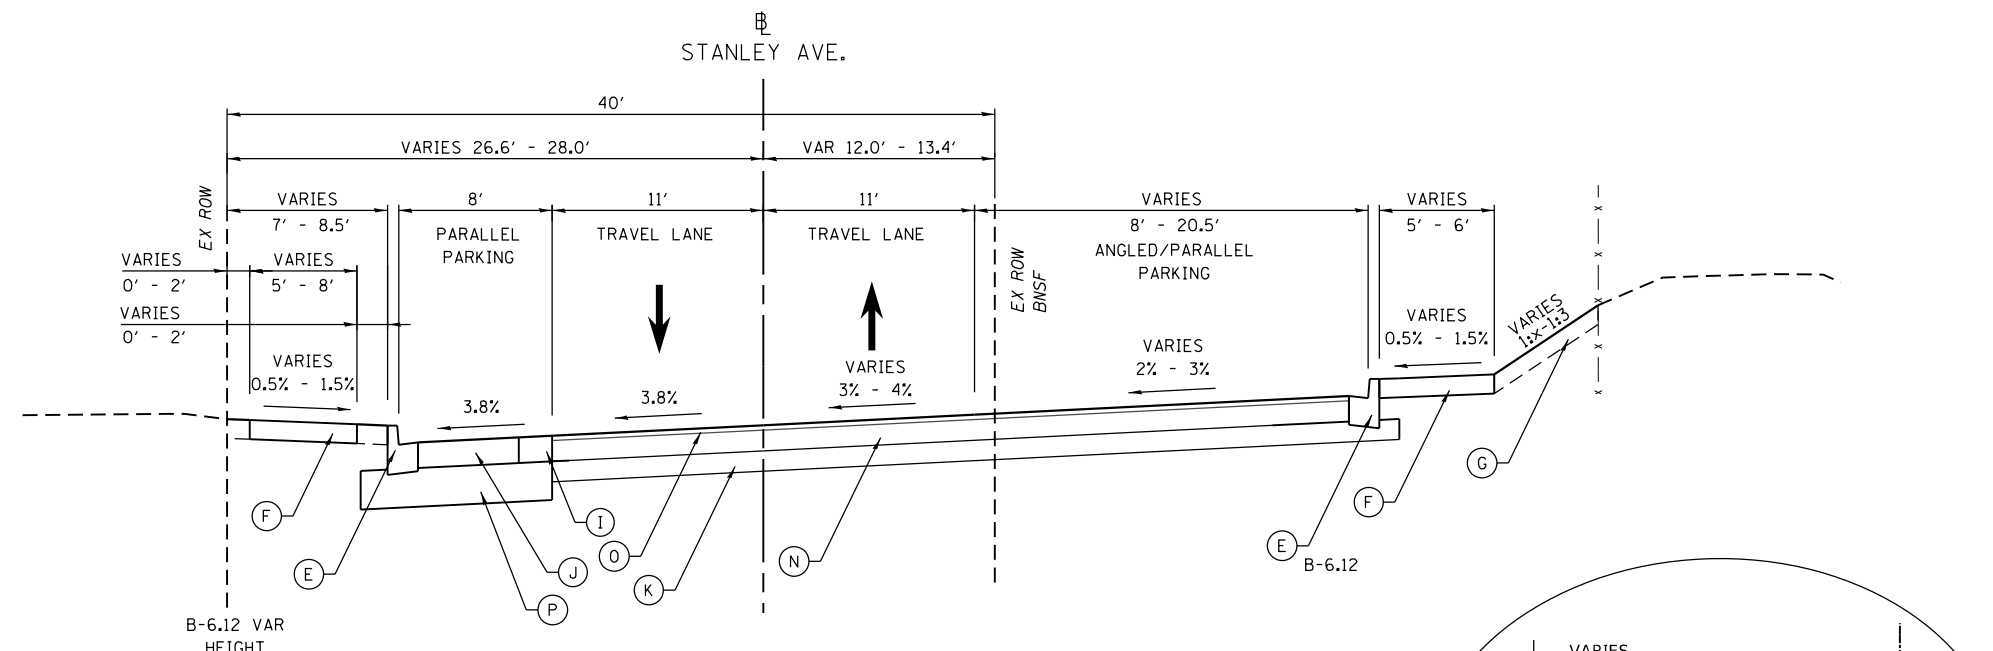 BL
STANLEY AVE.
40'
VARIES 26.6' - 28.0'
VAR 12.0' - 13.4'
EX ROW
VARIES
7' - 8.5'
8'
PARALLEL
PARKING
11'
TRAVEL LANE
11'
TRAVEL LANE
VARIES
8' - 20.5'
ANGLED/PARALLEL
PARKING
VARIES
5' - 6'
EX ROW
BNSF
VARIES
0' - 2'
VARIES
5' - 8'
VARIES
0' - 2'
VARIES
0.5% - 1.5%
3.8%
3.8%
VARIES
3% - 4%
VARIES
2% - 3%
VARIES
0.5% - 1.5%
VARIES
1:x-1:3
F
E
I
O
J
K
P
N
E
B-6.12
F
G
B-6.12 VAR
HEIGHT
VARIES